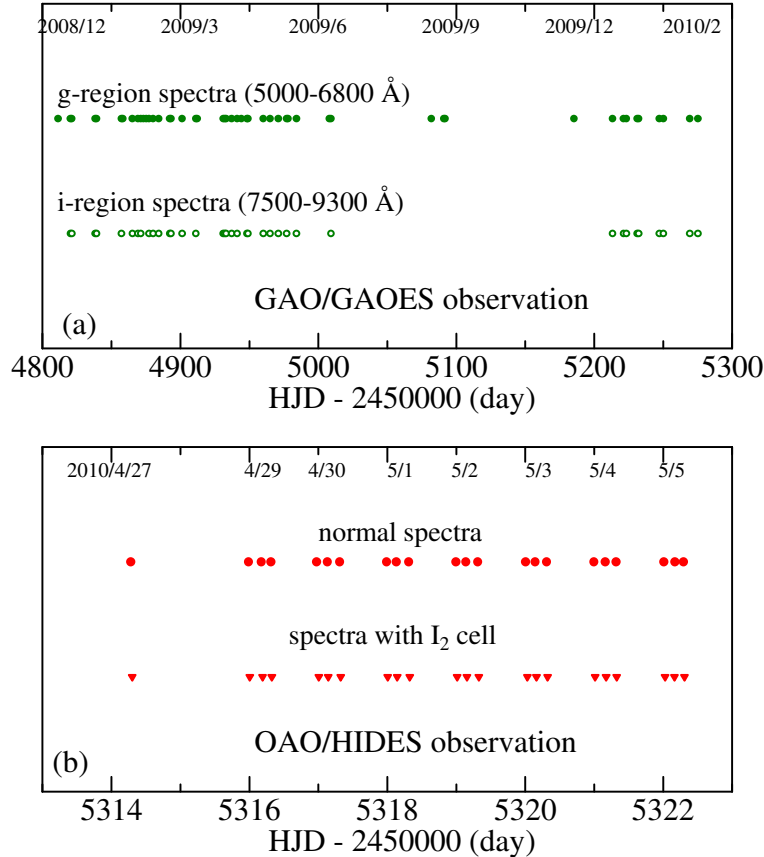 2008/12 2009/3 2009/6 2009/9 2009/12 2010/2
g-region spectra (5000-6800 Å)
i-region spectra (7500-9300 Å)
GAO/GAOES observation
(a)
4800 4900 5000 5100 5200 5300
HJD - 2450000 (day)
2010/4/27 4/29 4/30 5/1 5/2 5/3 5/4 5/5
normal spectra
spectra with I₂ cell
OAO/HIDES observation
(b)
5314 5316 5318 5320 5322
HJD - 2450000 (day)